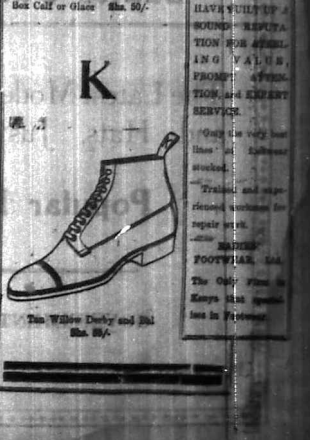 Box Calf or Glace Shs. 50/-
K
Tan Willow Derby and Bal
Shs. 55/-
HAVE BUILT UP A
SOUND REPUTA-
TION FOR STERL-
ING VALUE,
PROMPT ATTEN-
TION, and EXPERT
SERVICE.
Only the very best
lines of footwear
stocked.
Trained and expe-
rienced workmen for
repair work.
FOOTWEAR, Ltd.
The Only Firm in
Kenya that special-
ises in Footwear.